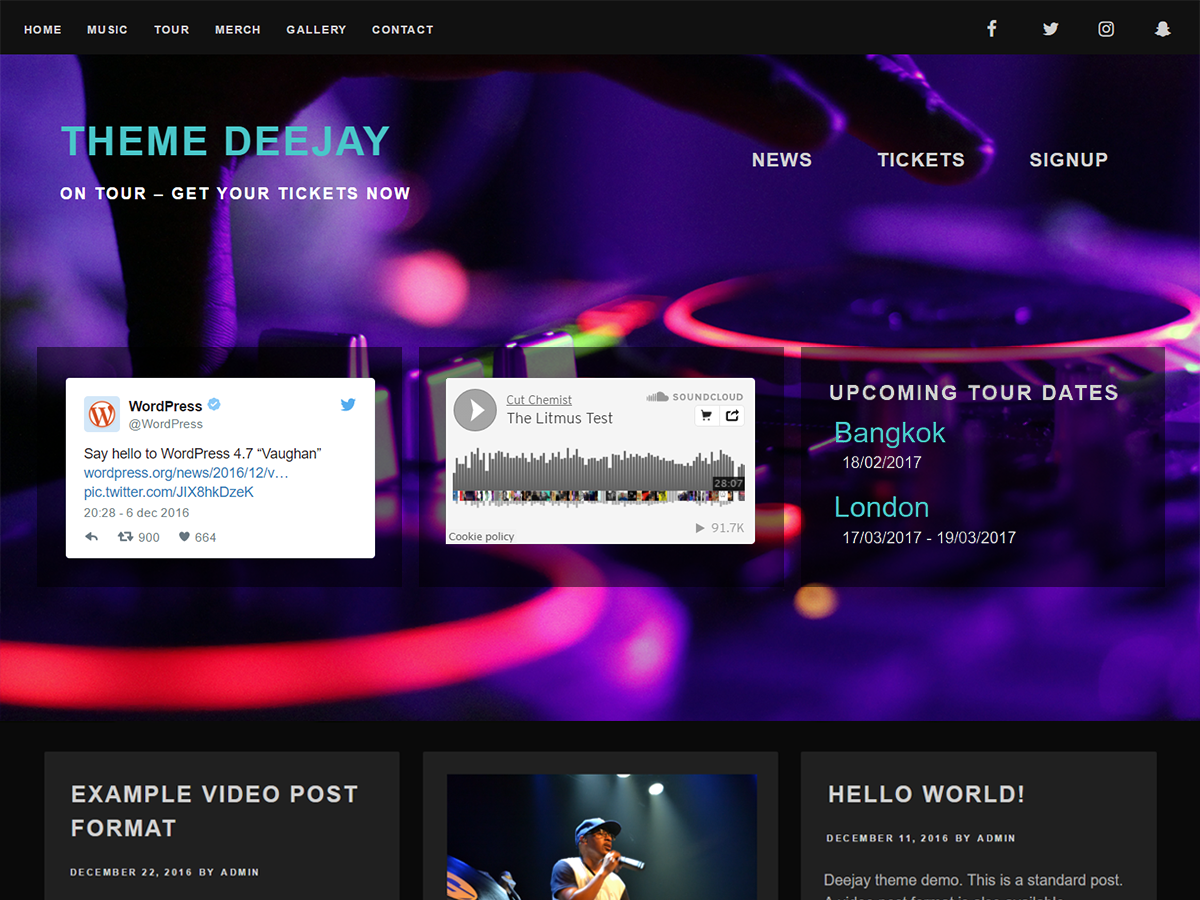 HOME MUSIC TOUR MERCH GALLERY CONTACT
THEME DEEJAY
ON TOUR – GET YOUR TICKETS NOW
NEWS TICKETS SIGNUP
WordPress
@WordPress
Say hello to WordPress 4.7 “Vaughan”
wordpress.org/news/2016/12/v…
pic.twitter.com/JIX8hkDzeK
20:28 - 6 dec 2016
900 664
Cut Chemist
The Litmus Test
SOUNDCLOUD
28:07
91.7K
Cookie policy
UPCOMING TOUR DATES
Bangkok
18/02/2017
London
17/03/2017 - 19/03/2017
EXAMPLE VIDEO POST
FORMAT
DECEMBER 22, 2016 BY ADMIN
HELLO WORLD!
DECEMBER 11, 2016 BY ADMIN
Deejay theme demo. This is a standard post.